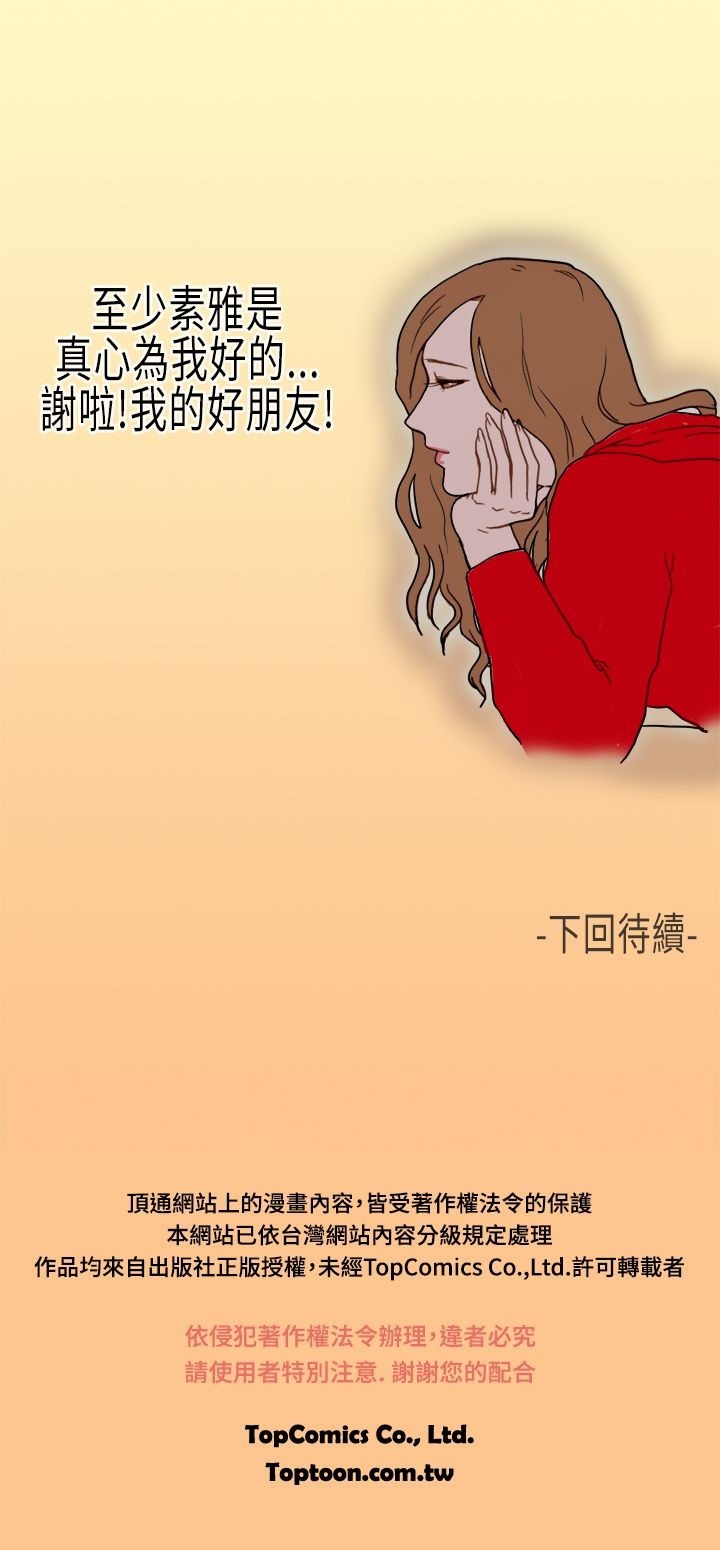 至少素雅是
真心為我好的...
謝啦!我的好朋友!
-下回待續-
頂通網站上的漫畫內容，皆受著作權法令的保護
本網站已依台灣網站內容分級規定處理
作品均來自出版社正版授權，未經TopComics Co.,Ltd.許可轉載者
依侵犯著作權法令辦理，違者必究
請使用者特別注意. 謝謝您的配合
TopComics Co., Ltd.
Toptoon.com.tw